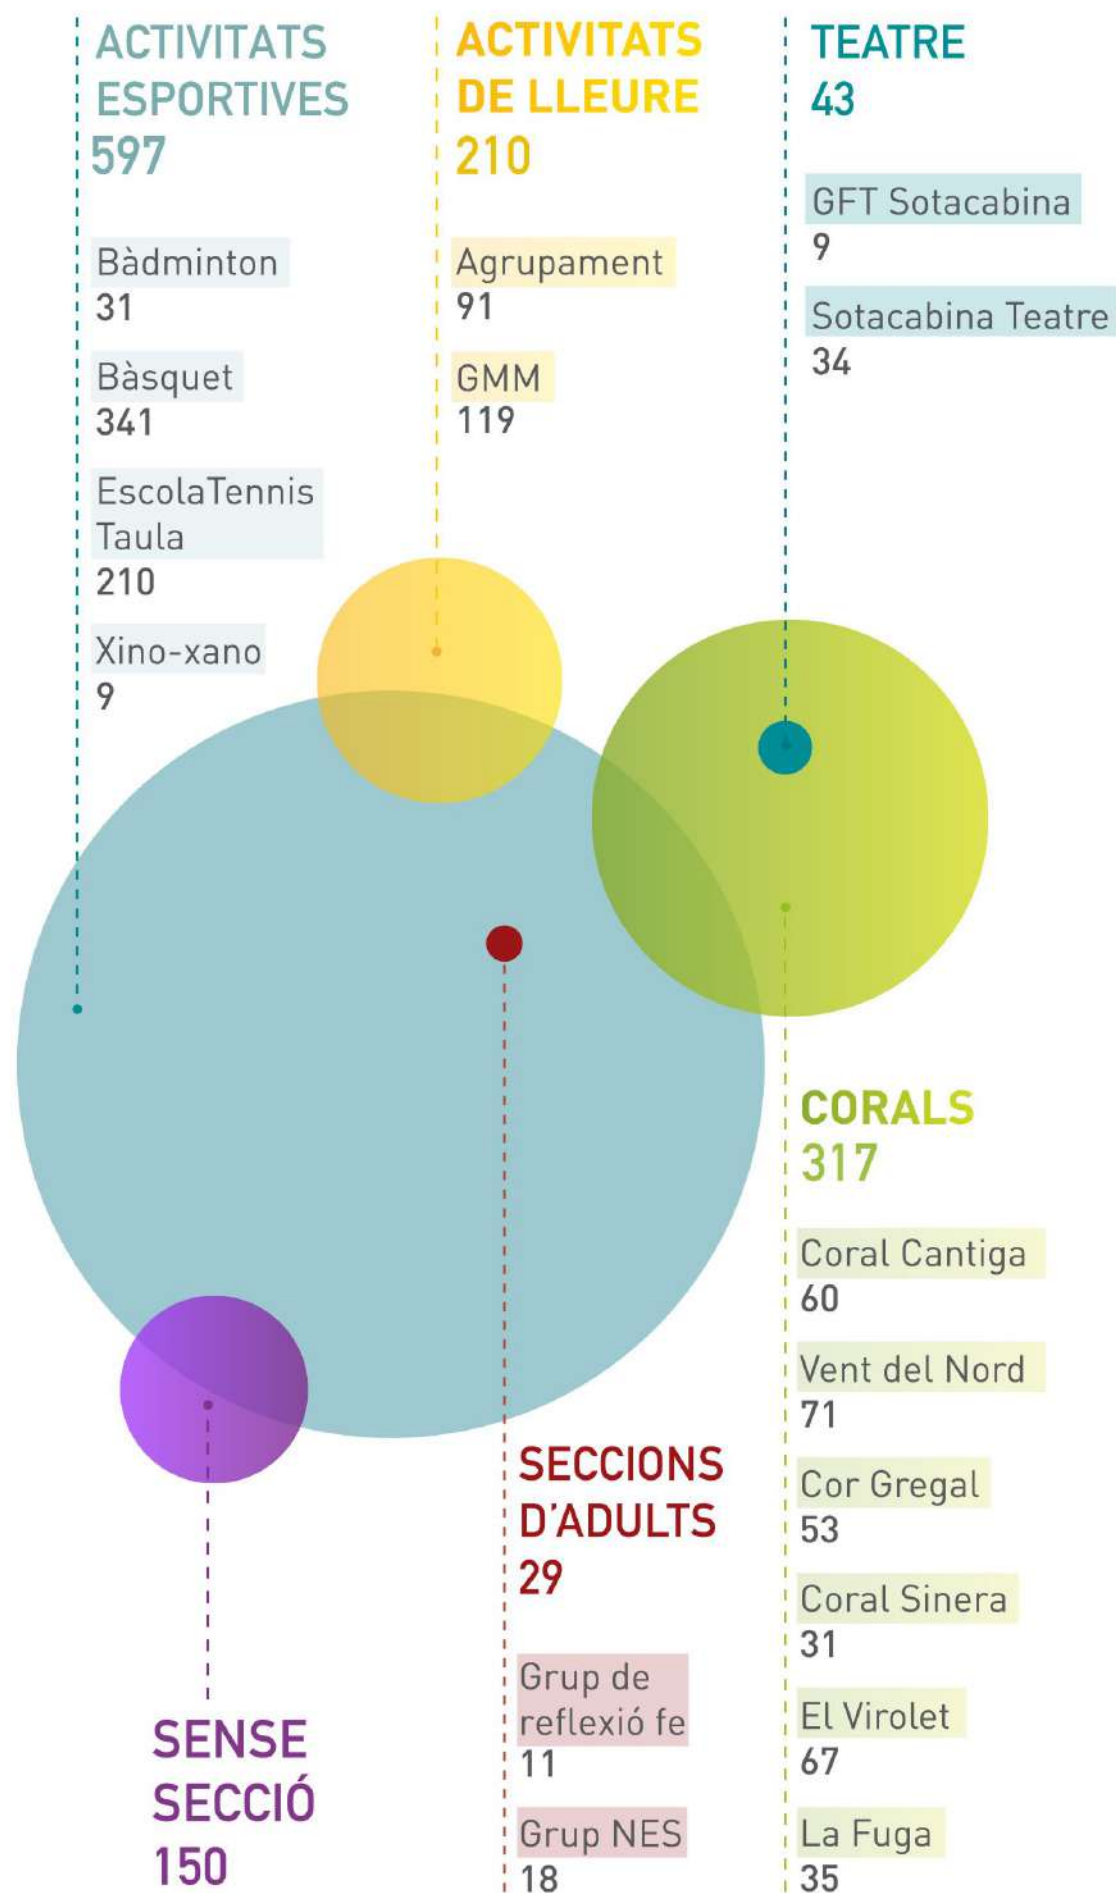 ACTIVITATS
ESPORTIVES
597
Bàdminton
31
Bàsquet
341
EscolaTennis
Taula
210
Xino-xano
9
ACTIVITATS
DE LLEURE
210
Agrupament
91
GMM
119
TEATRE
43
GFT Sotacabina
9
Sotacabina Teatre
34
CORALS
317
Coral Cantiga
60
Vent del Nord
71
Cor Gregal
53
Coral Sinera
31
El Virolet
67
La Fuga
35
SECCIONS
D'ADULTS
29
Grup de
reflexió fe
11
Grup NES
18
SENSE
SECCIÓ
150